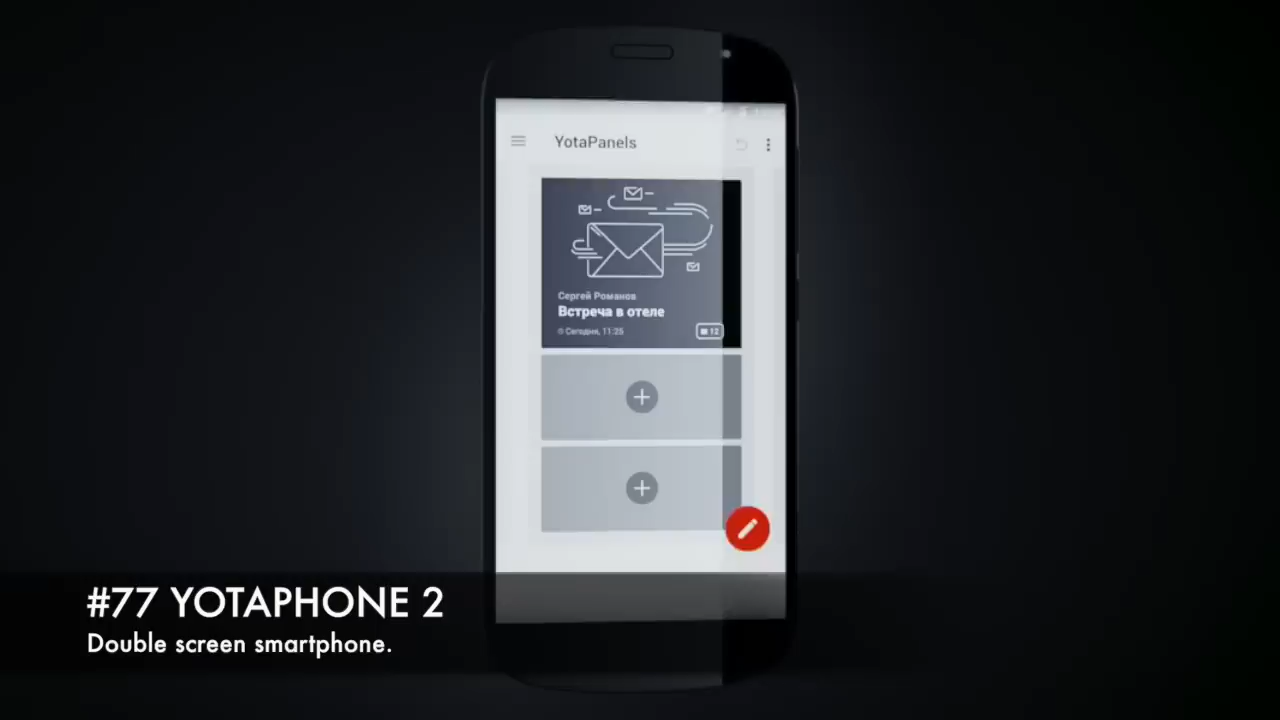 YotaPanels
Сергей Романов
Встреча в отеле
Сегодня, 11:25
12
#77 YOTAPHONE 2
Double screen smartphone.